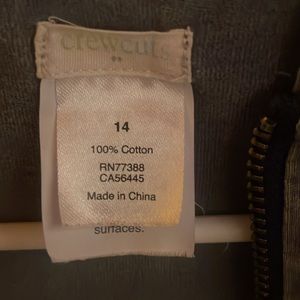 crewcuts
14
100% Cotton
RN77388
CA56445
Made in China
surfaces.